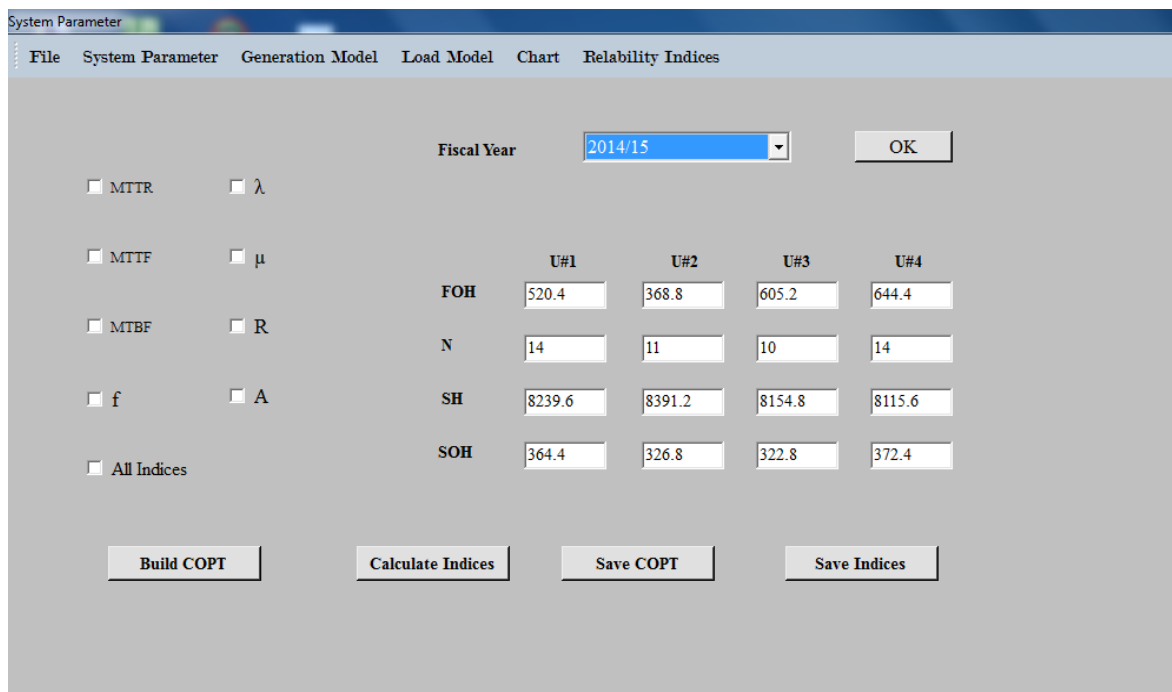 System Parameter
File System Parameter Generation Model Load Model Chart Relability Indices
Fiscal Year 2014/15 OK
MTTR λ
MTTF μ
U#1 U#2 U#3 U#4
FOH 520.4 368.8 605.2 644.4
MTBF R
N 14 11 10 14
f A
SH 8239.6 8391.2 8154.8 8115.6
SOH 364.4 326.8 322.8 372.4
All Indices
Build COPT Calculate Indices Save COPT Save Indices